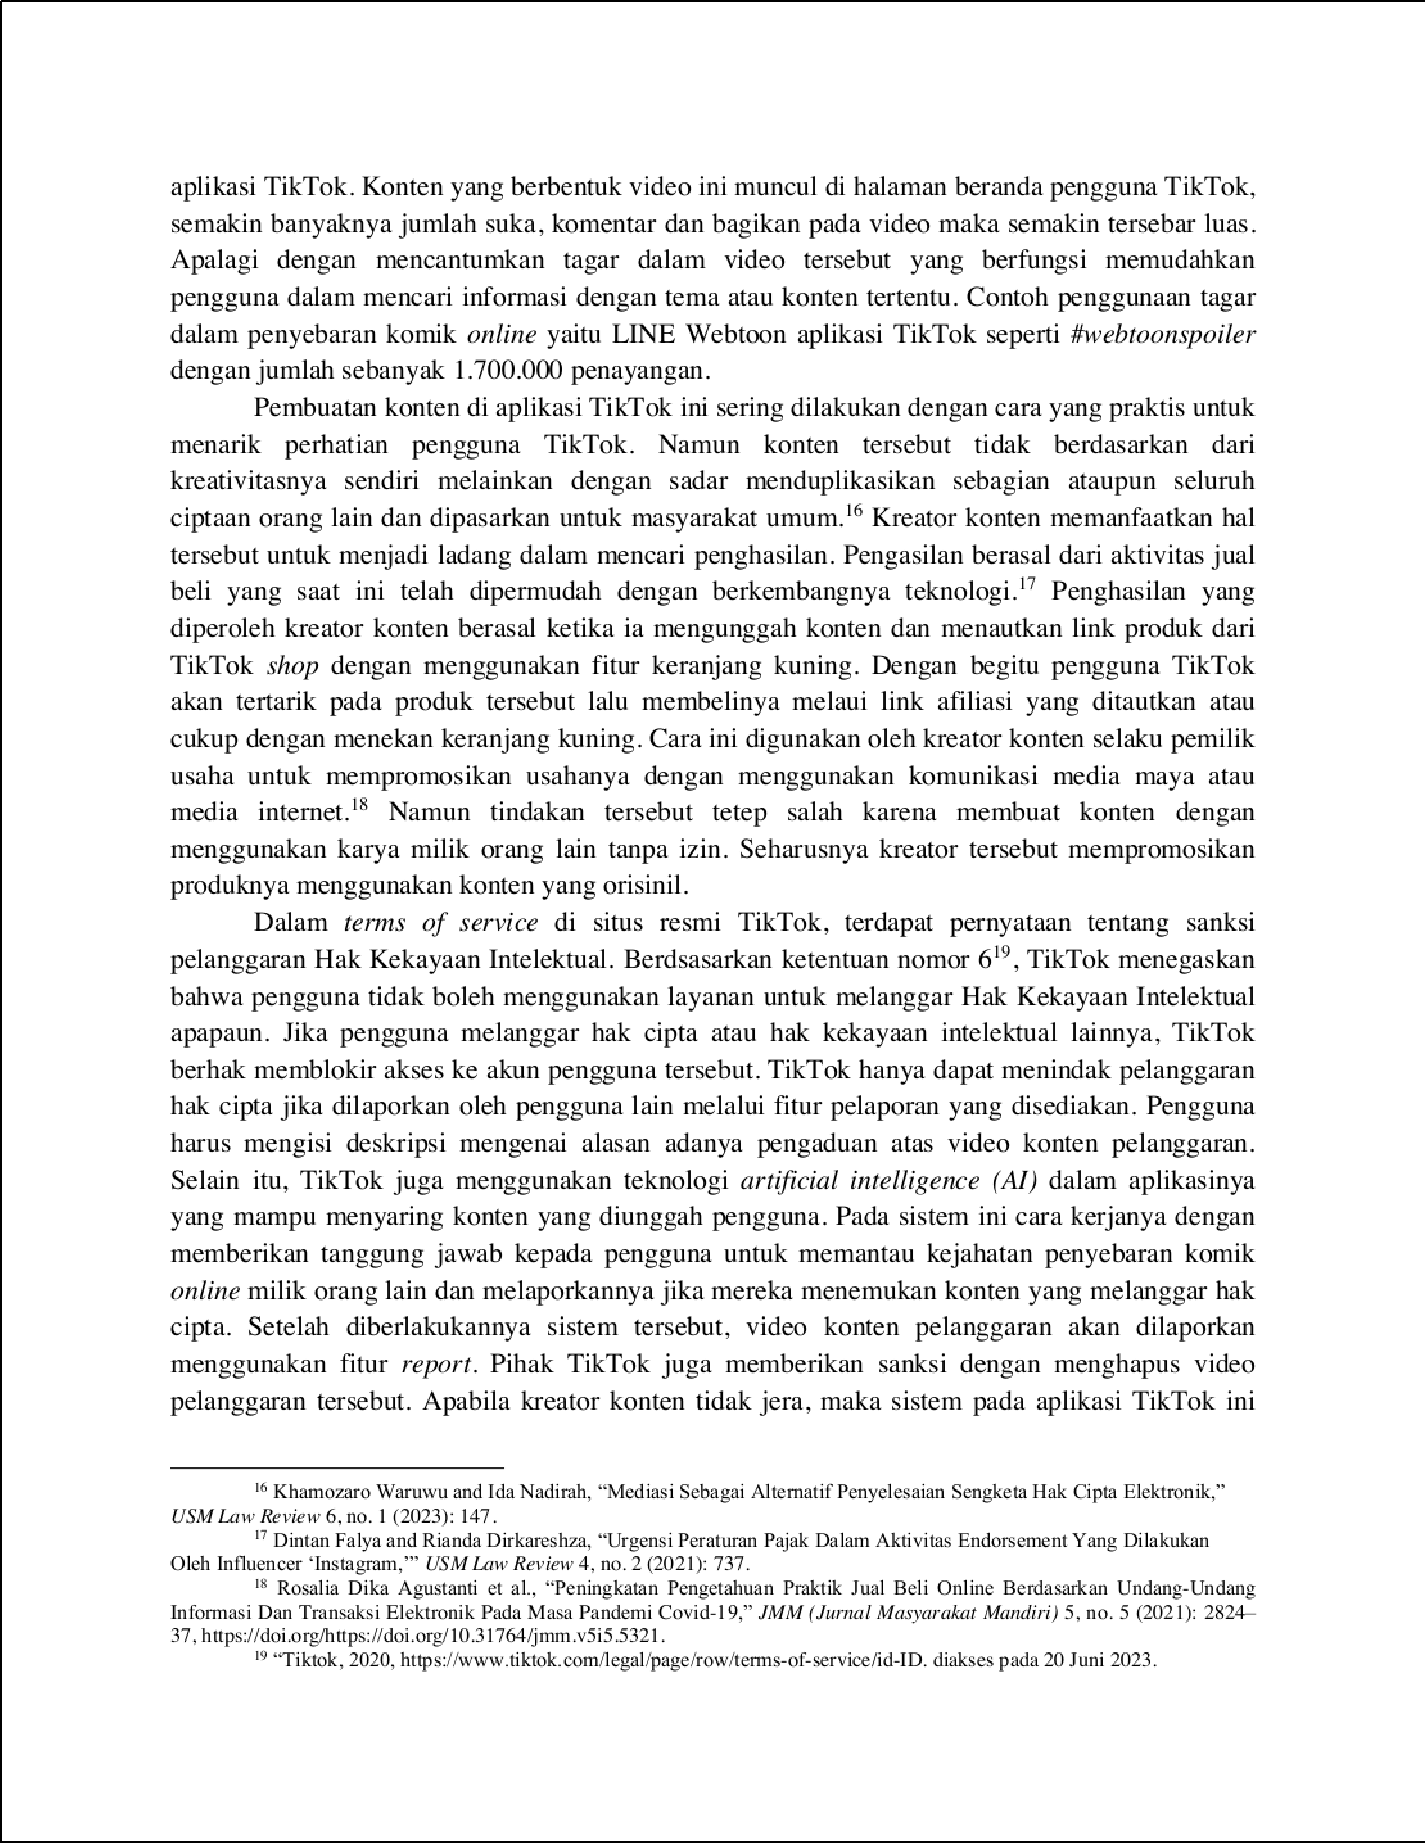 aplikasi TikTok. Konten yang berbentuk video ini muncul di halaman beranda pengguna TikTok,
semakin banyaknya jumlah suka, komentar dan bagikan pada video maka semakin tersebar luas.
Apalagi dengan mencantumkan tagar dalam video tersebut yang berfungsi memudahkan
pengguna dalam mencari informasi dengan tema atau konten tertentu. Contoh penggunaan tagar
dalam penyebaran komik online yaitu LINE Webtoon aplikasi TikTok seperti #webtoonspoiler
dengan jumlah sebanyak 1.700.000 penayangan.
Pembuatan konten di aplikasi TikTok ini sering dilakukan dengan cara yang praktis untuk
menarik perhatian pengguna TikTok. Namun konten tersebut tidak berdasarkan dari
kreativitasnya sendiri melainkan dengan sadar menduplikasikan sebagian ataupun seluruh
ciptaan orang lain dan dipasarkan untuk masyarakat umum.16 Kreator konten memanfaatkan hal
tersebut untuk menjadi ladang dalam mencari penghasilan. Pengasilan berasal dari aktivitas jual
beli yang saat ini telah dipermudah dengan berkembangnya teknologi.17 Penghasilan yang
diperoleh kreator konten berasal ketika ia mengunggah konten dan menautkan link produk dari
TikTok shop dengan menggunakan fitur keranjang kuning. Dengan begitu pengguna TikTok
akan tertarik pada produk tersebut lalu membelinya melaui link afiliasi yang ditautkan atau
cukup dengan menekan keranjang kuning. Cara ini digunakan oleh kreator konten selaku pemilik
usaha untuk mempromosikan usahanya dengan menggunakan komunikasi media maya atau
media internet.18 Namun tindakan tersebut tetep salah karena membuat konten dengan
menggunakan karya milik orang lain tanpa izin. Seharusnya kreator tersebut mempromosikan
produknya menggunakan konten yang orisinil.
Dalam terms of service di situs resmi TikTok, terdapat pernyataan tentang sanksi
pelanggaran Hak Kekayaan Intelektual. Berdsasarkan ketentuan nomor 619, TikTok menegaskan
bahwa pengguna tidak boleh menggunakan layanan untuk melanggar Hak Kekayaan Intelektual
apapaun. Jika pengguna melanggar hak cipta atau hak kekayaan intelektual lainnya, TikTok
berhak memblokir akses ke akun pengguna tersebut. TikTok hanya dapat menindak pelanggaran
hak cipta jika dilaporkan oleh pengguna lain melalui fitur pelaporan yang disediakan. Pengguna
harus mengisi deskripsi mengenai alasan adanya pengaduan atas video konten pelanggaran.
Selain itu, TikTok juga menggunakan teknologi artificial intelligence (AI) dalam aplikasinya
yang mampu menyaring konten yang diunggah pengguna. Pada sistem ini cara kerjanya dengan
memberikan tanggung jawab kepada pengguna untuk memantau kejahatan penyebaran komik
online milik orang lain dan melaporkannya jika mereka menemukan konten yang melanggar hak
cipta. Setelah diberlakukannya sistem tersebut, video konten pelanggaran akan dilaporkan
menggunakan fitur report. Pihak TikTok juga memberikan sanksi dengan menghapus video
pelanggaran tersebut. Apabila kreator konten tidak jera, maka sistem pada aplikasi TikTok ini
16 Khamozaro Waruwu and Ida Nadirah, “Mediasi Sebagai Alternatif Penyelesaian Sengketa Hak Cipta Elektronik,”
USM Law Review 6, no. 1 (2023): 147.
17 Dintan Falya and Rianda Dirkareshza, “Urgensi Peraturan Pajak Dalam Aktivitas Endorsement Yang Dilakukan
Oleh Influencer ‘Instagram,’” USM Law Review 4, no. 2 (2021): 737.
18 Rosalia Dika Agustanti et al., “Peningkatan Pengetahuan Praktik Jual Beli Online Berdasarkan Undang-Undang
Informasi Dan Transaksi Elektronik Pada Masa Pandemi Covid-19,” JMM (Jurnal Masyarakat Mandiri) 5, no. 5 (2021): 2824–
37, https://doi.org/https://doi.org/10.31764/jmm.v5i5.5321.
19 “Tiktok, 2020, https://www.tiktok.com/legal/page/row/terms-of-service/id-ID. diakses pada 20 Juni 2023.